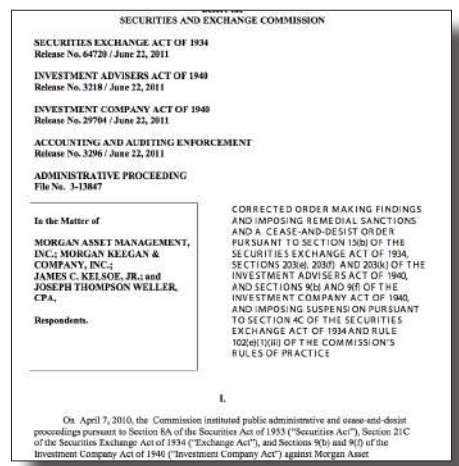 SECURITIES AND EXCHANGE COMMISSION
SECURITIES EXCHANGE ACT OF 1934
Release No. 64720 / June 22, 2011
INVESTMENT ADVISERS ACT OF 1940
Release No. 3218 / June 22, 2011
INVESTMENT COMPANY ACT OF 1940
Release No. 29704 / June 22, 2011
ACCOUNTING AND AUDITING ENFORCEMENT
Release No. 3296 / June 22, 2011
ADMINISTRATIVE PROCEEDING
File No. 3-13847
In the Matter of
MORGAN ASSET MANAGEMENT,
INC.; MORGAN KEEGAN &
COMPANY, INC.;
JAMES C. KELSOE, JR.; and
JOSEPH THOMPSON WELLER,
CPA,
Respondents.
CORRECTED ORDER MAKING FINDINGS
AND IMPOSING REMEDIAL SANCTIONS
AND A CEASE-AND-DESIST ORDER
PURSUANT TO SECTION 15(b) OF THE
SECURITIES EXCHANGE ACT OF 1934,
SECTIONS 203(e), 203(f) AND 203(k) OF THE
INVESTMENT ADVISERS ACT OF 1940,
AND SECTIONS 9(b) AND 9(f) OF THE
INVESTMENT COMPANY ACT OF 1940,
AND IMPOSING SUSPENSION PURSUANT
TO SECTION 4C OF THE SECURITIES
EXCHANGE ACT OF 1934 AND RULE
102(e)(1)(iii) OF THE COMMISSION'S
RULES OF PRACTICE
I.
On April 7, 2010, the Commission instituted public administrative and cease-and-desist
proceedings pursuant to Section 8A of the Securities Act of 1933 ("Securities Act"), Section 21C
of the Securities Exchange Act of 1934 ("Exchange Act"), and Sections 9(b) and 9(f) of the
Investment Company Act of 1940 ("Investment Company Act") against Morgan Asset